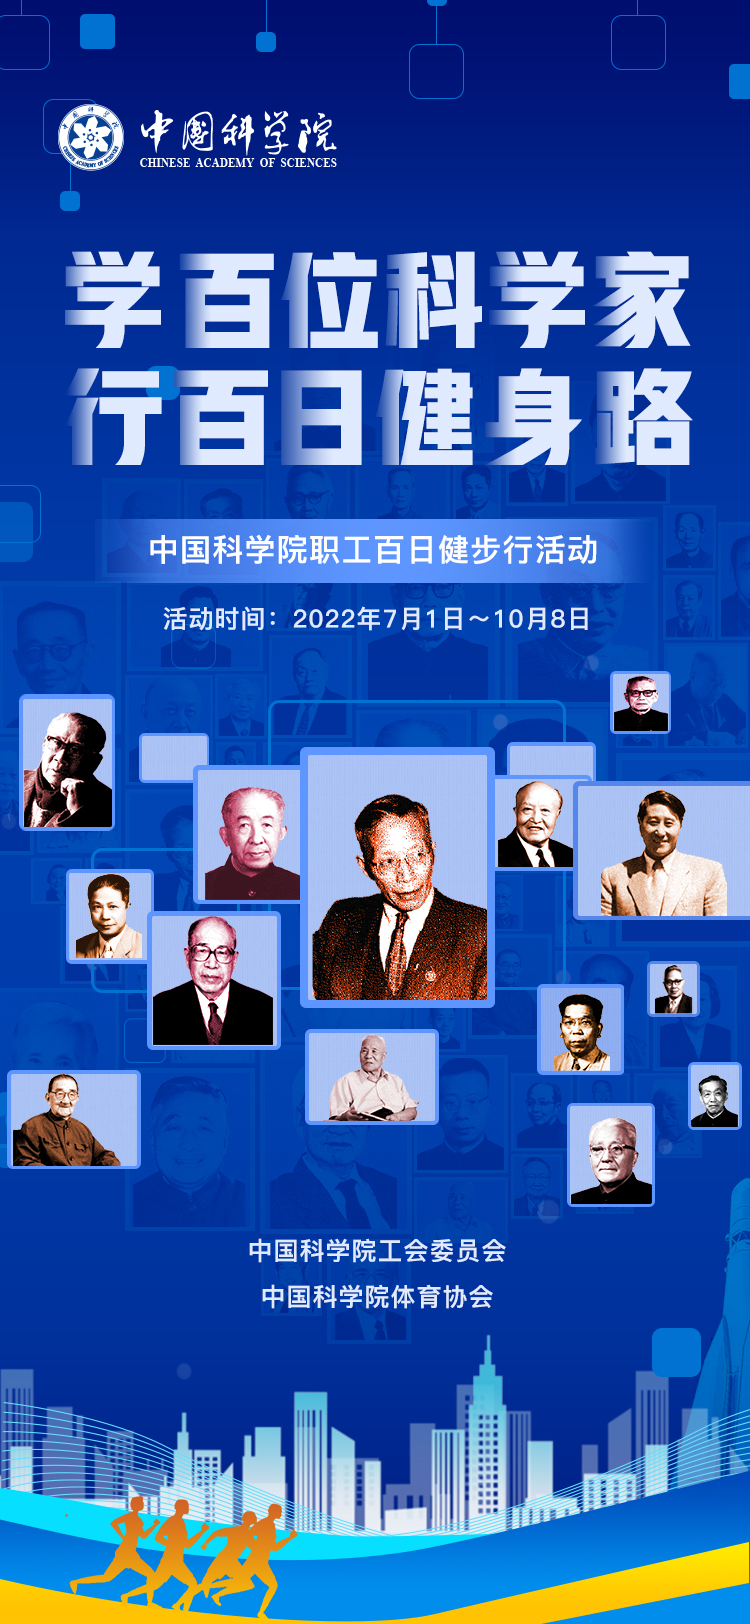 中国科学院
CHINESE ACADEMY OF SCIENCES
学百位科学家
行百日健身路
中国科学院职工百日健步行活动
活动时间：2022年7月1日～10月8日
中国科学院工会委员会
中国科学院体育协会